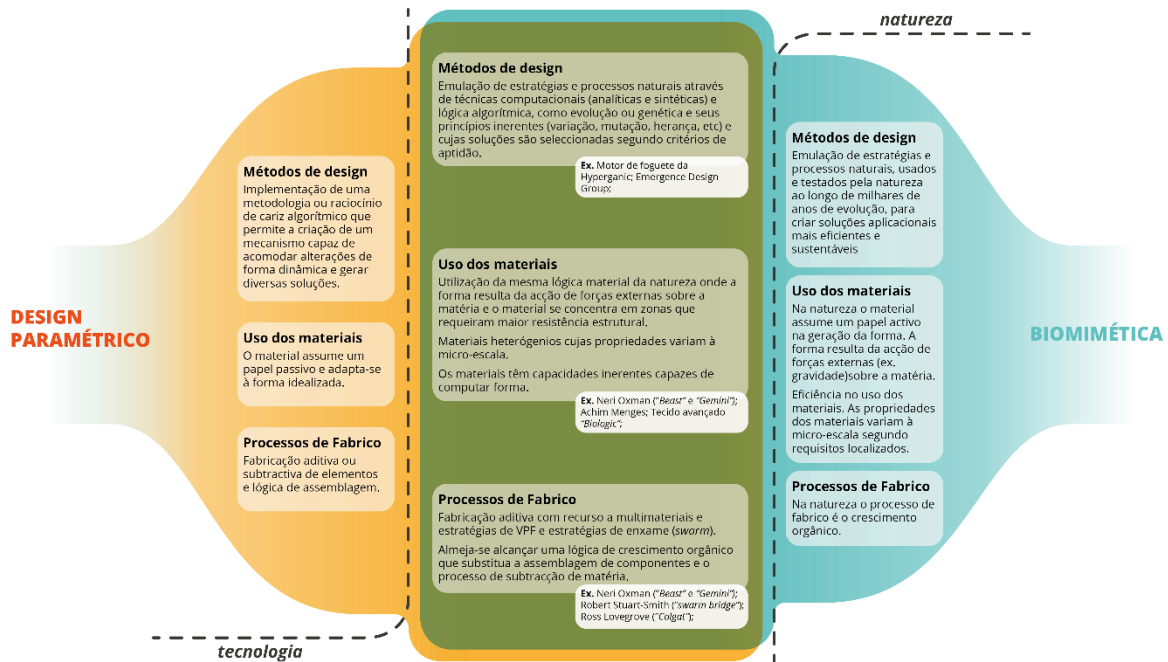 natureza
DESIGN
PARAMÉTRICO
Métodos de design
Implementação de uma
metodologia ou raciocínio
de cariz algorítmico que
permite a criação de um
mecanismo capaz de
acomodar alterações de
forma dinâmica e gerar
diversas soluções.
Uso dos materiais
O material assume um
papel passivo e adapta-se
à forma idealizada.
Processos de Fabrico
Fabricação aditiva ou
subtractiva de elementos
e lógica de assemblagem.
Métodos de design
Emulação de estratégias e processos naturais através
de técnicas computacionais (analíticas e sintéticas) e
lógica algorítmica, como evolução ou genética e seus
princípios inerentes (variação, mutação, herança, etc) e
cujas soluções são seleccionadas segundo critérios de
aptidão.
Ex. Motor de foguete da
Hyperganic; Emergence Design
Group;
Uso dos materiais
Utilização da mesma lógica material da natureza onde a
forma resulta da acção de forças externas sobre a
matéria e o material se concentra em zonas que
requeiram maior resistência estrutural.
Materiais heterógenios cujas propriedades variam à
micro-escala.
Os materiais têm capacidades inerentes capazes de
computar forma.
Ex. Neri Oxman ("Beast" e "Gemini");
Achim Menges; Tecido avançado
"Biologic";
Processos de Fabrico
Fabricação aditiva com recurso a multimateriais e
estratégias de VPF e estratégias de enxame (swarm).
Almeja-se alcançar uma lógica de crescimento orgânico
que substitua a assemblagem de componentes e o
processo de subtracção de matéria.
Ex. Neri Oxman ("Beast" e "Gemini");
Robert Stuart-Smith ("swarm bridge");
Ross Lovegrove ("Colgat");
Métodos de design
Emulação de estratégias e
processos naturais, usados
e testados pela natureza
ao longo de milhares de
anos de evolução, para
criar soluções aplicacionais
mais eficientes e
sustentáveis
Uso dos materiais
Na natureza o material
assume um papel activo
na geração da forma. A
forma resulta da acção de
forças externas (ex.
gravidade)sobre a matéria.
Eficiência no uso dos
materiais. As propriedades
dos materiais variam à
micro-escala segundo
requisitos localizados.
Processos de Fabrico
Na natureza o processo de
fabrico é o crescimento
orgânico.
BIOMIMÉTICA
tecnologia